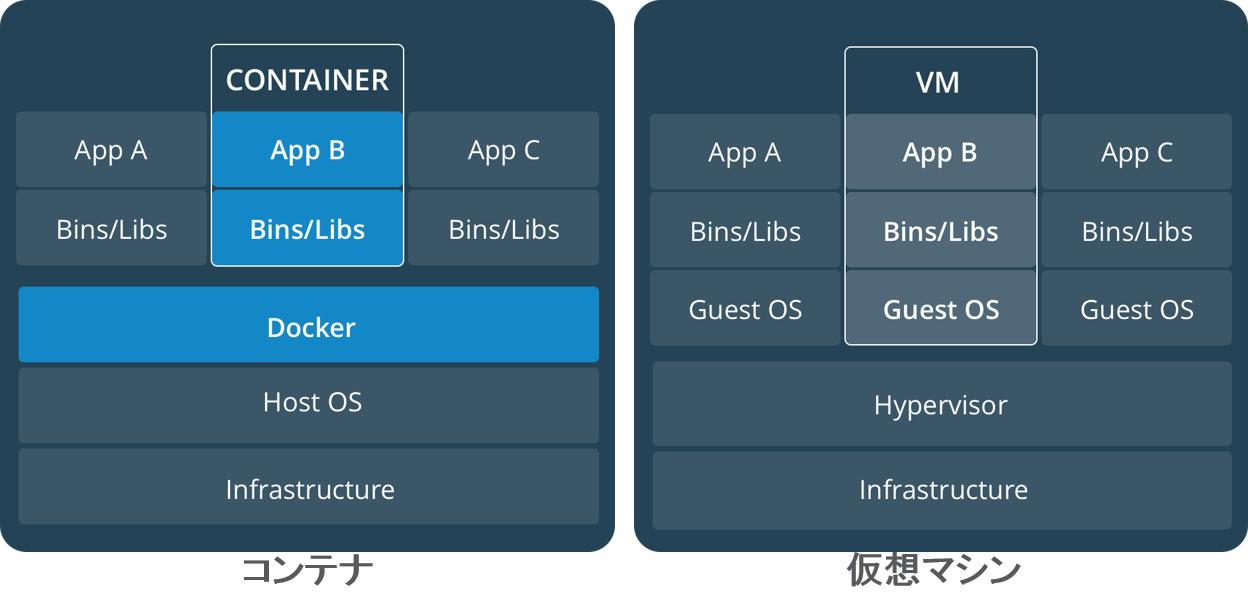 CONTAINER
App A
App B
App C
Bins/Libs
Bins/Libs
Bins/Libs
Docker
Host OS
Infrastructure
コンテナ
VM
App A
App B
App C
Bins/Libs
Bins/Libs
Bins/Libs
Guest OS
Guest OS
Guest OS
Hypervisor
Infrastructure
仮想マシン